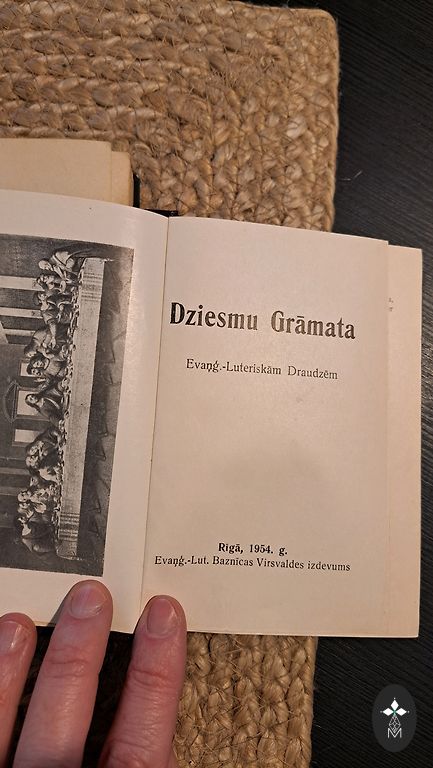 Dziesmu Grāmata
Evaņģ.-Luteriskām Draudzēm
Rīgā, 1954. g.
Evaņģ.-Lut. Baznīcas Virsvaldes izdevums
M